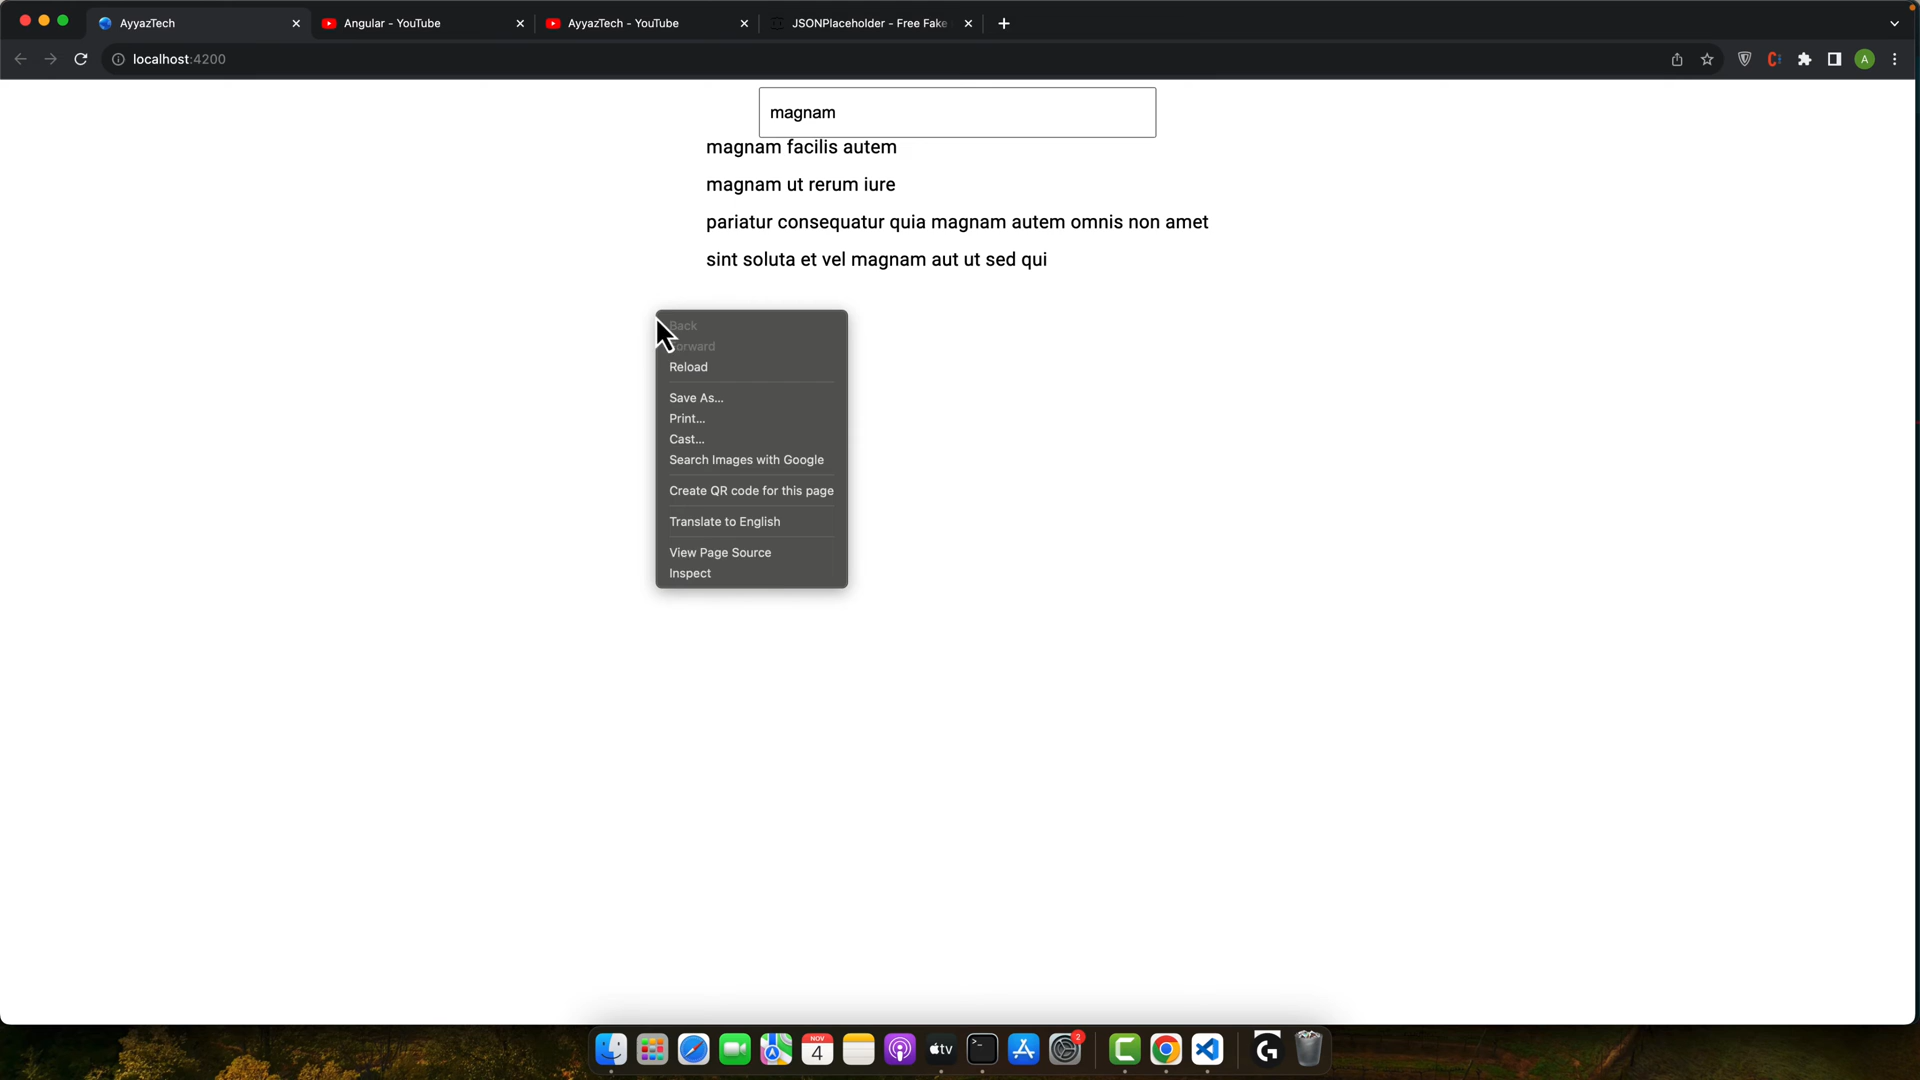 AyyazTech
Angular - YouTube
AyyazTech - YouTube
JSONPlaceholder - Free Fake
localhost:4200
A
magnam
magnam facilis autem
magnam ut rerum iure
pariatur consequatur quia magnam autem omnis non amet
sint soluta et vel magnam aut ut sed qui
Back
orward
Reload
Save As...
Print...
Cast...
Search Images with Google
Create QR code for this page
Translate to English
View Page Source
Inspect
NOV
4
tv
2